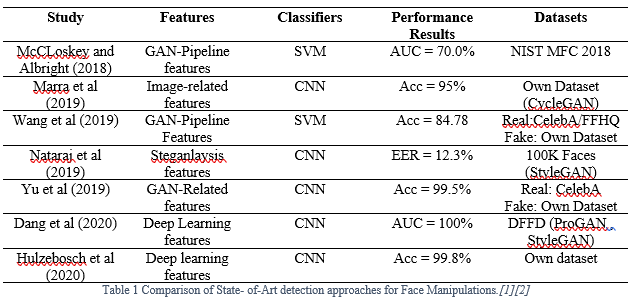 Study Features Classifiers Performance Results Datasets
McCLoskey and Albright (2018) GAN-Pipeline features SVM AUC = 70.0% NIST MFC 2018
Marra et al (2019) Image-related features CNN Acc = 95% Own Dataset (CycleGAN)
Wang et al (2019) GAN-Pipeline Features SVM Acc = 84.78 Real:CelebA/FFHQ Fake: Own Dataset
Nataraj et al (2019) Steganlaysis features CNN EER = 12.3% 100K Faces (StyleGAN)
Yu et al (2019) GAN-Related features CNN Acc = 99.5% Real: CelebA Fake: Own Dataset
Dang et al (2020) Deep Learning features CNN AUC = 100% DFFD (ProGAN, StyleGAN)
Hulzebosch et al (2020) Deep learning features CNN Acc = 99.8% Own dataset
Table 1 Comparison of State- of-Art detection approaches for Face Manipulations.[1][2]